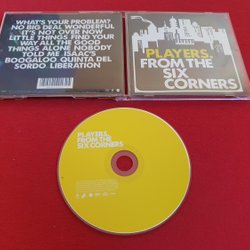 WHAT'S YOUR PROBLEM?
NO BIG DEAL WONDERFUL
IT'S NOT OVER NOW
LITTLE THINGS FIND YOUR
WAY ALL THE GOOD
THINGS ALONE NOBODY
TOLD ME ISAAC'S
BOOGALOO QUINTA DEL
SORDO LIBERATION
PLAYERS
FROM THE
SIX
CORNERS
PLAYERS
FROM THE
SIX CORNERS